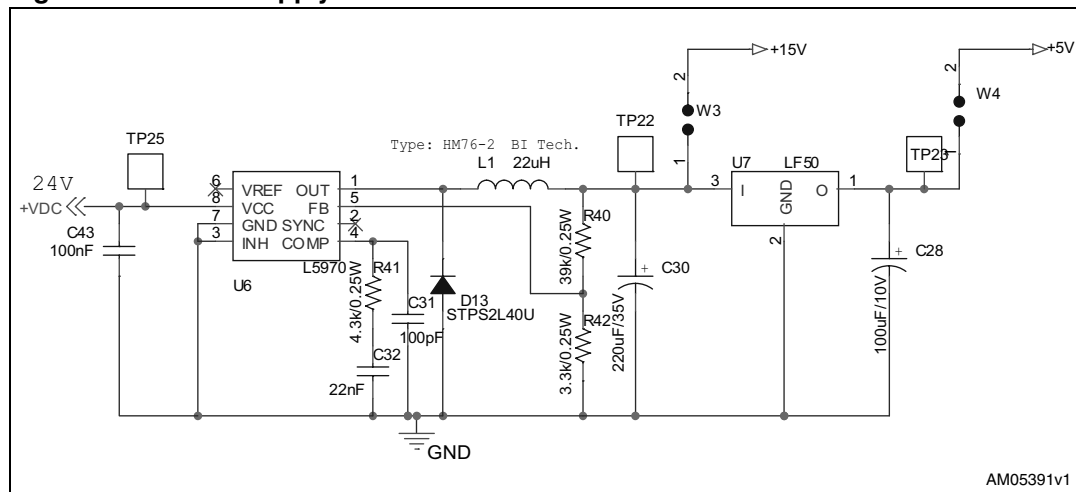 +15V
+5V
2
2
W3
W4
TP25
TP22
TP23
1
1
Type: HM76-2 BI Tech.
L1 22uH
U7 LF50
24V
+VDC
6 VREF OUT 1
8 VCC FB 5
7 GND SYNC 2
3 INH COMP 4
L5970
U6
3 I GND O 1
2
C43
100nF
R40
39k/0.25W
C30
220uF/35V
C28
100uF/10V
R41
4.3k/0.25W
C31
100pF
D13
STPS2L40U
R42
3.3k/0.25W
C32
22nF
GND
AM05391v1